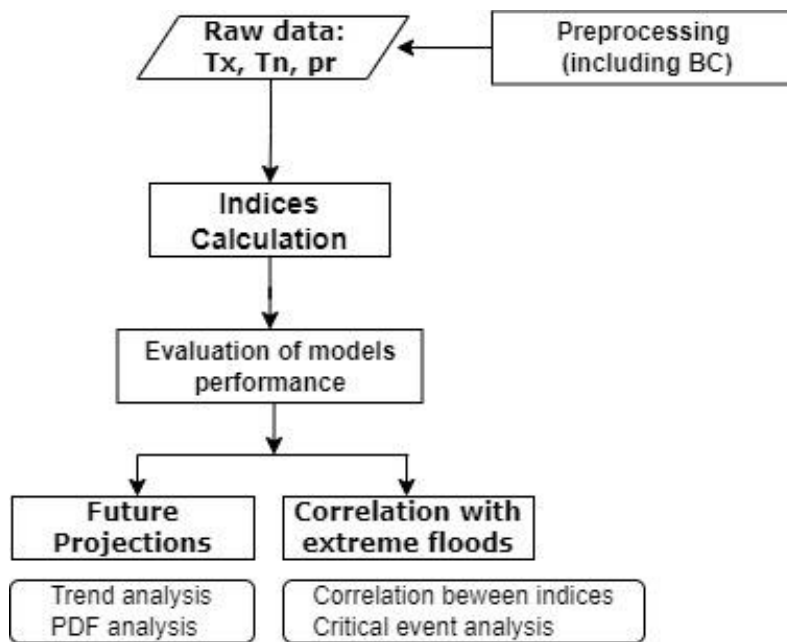 Raw data:
Tx, Tn, pr
Preprocessing
(including BC)
Indices
Calculation
Evaluation of models
performance
Future
Projections
Correlation with
extreme floods
Trend analysis
PDF analysis
Correlation beween indices
Critical event analysis